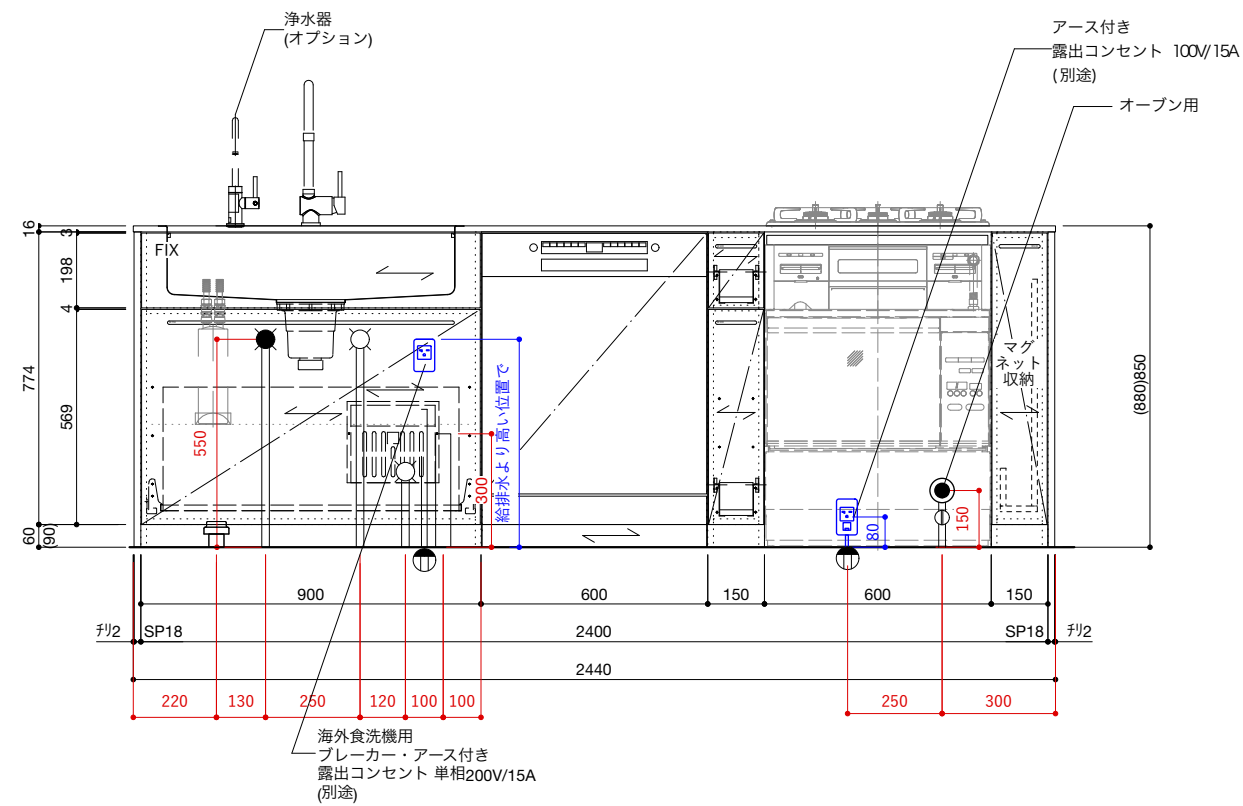 浄水器
(オプション)
アース付き
露出コンセント 100V/15A
(別途)
オーブン用
16
3
198
4
774
569
60
(90)
FIX
550
300
給排水より高い位置で
マグ
ネット
収納
80
150
(880)850
900
600
150
600
150
チリ2
SP18
2400
SP18
チリ2
2440
220
130
250
120
100
100
250
300
海外食洗機用
ブレーカー・アース付き
露出コンセント 単相200V/15A
(別途)